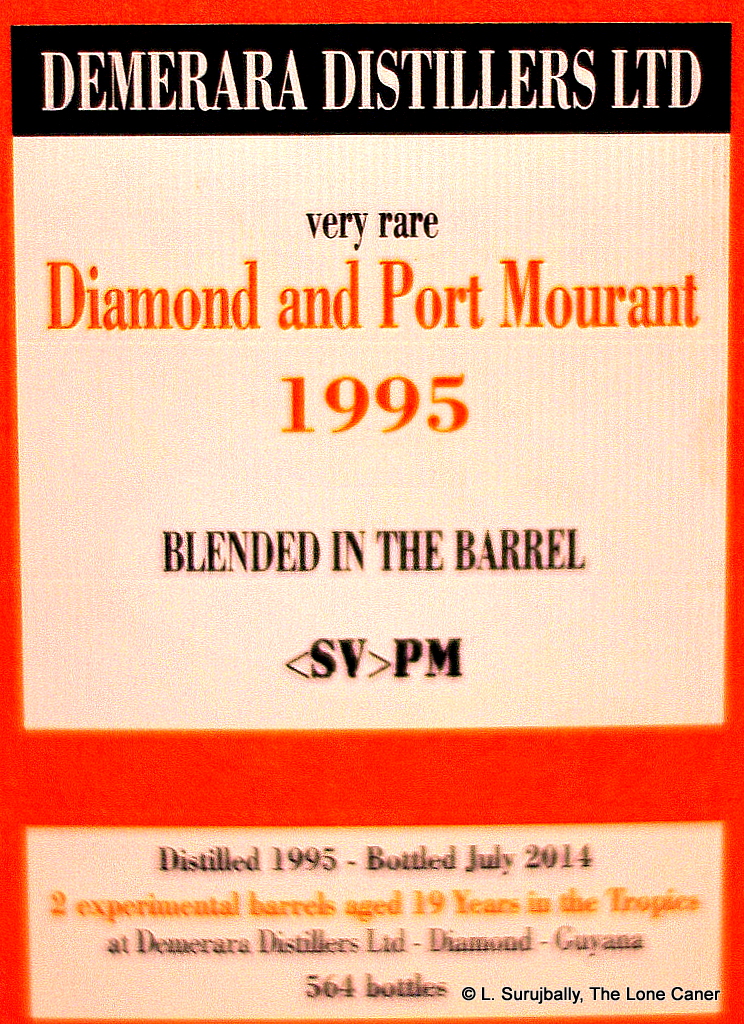 DEMERARA DISTILLERS LTD
very rare
Diamond and Port Mourant
1995
BLENDED IN THE BARREL
<SV>PM
Distilled 1995 - Bottled July 2014
2 experimental barrels aged 19 Years in the Tropics
at Demerara Distillers Ltd - Diamond - Guyana
564 bottles
© L. Surujbally, The Lone Caner